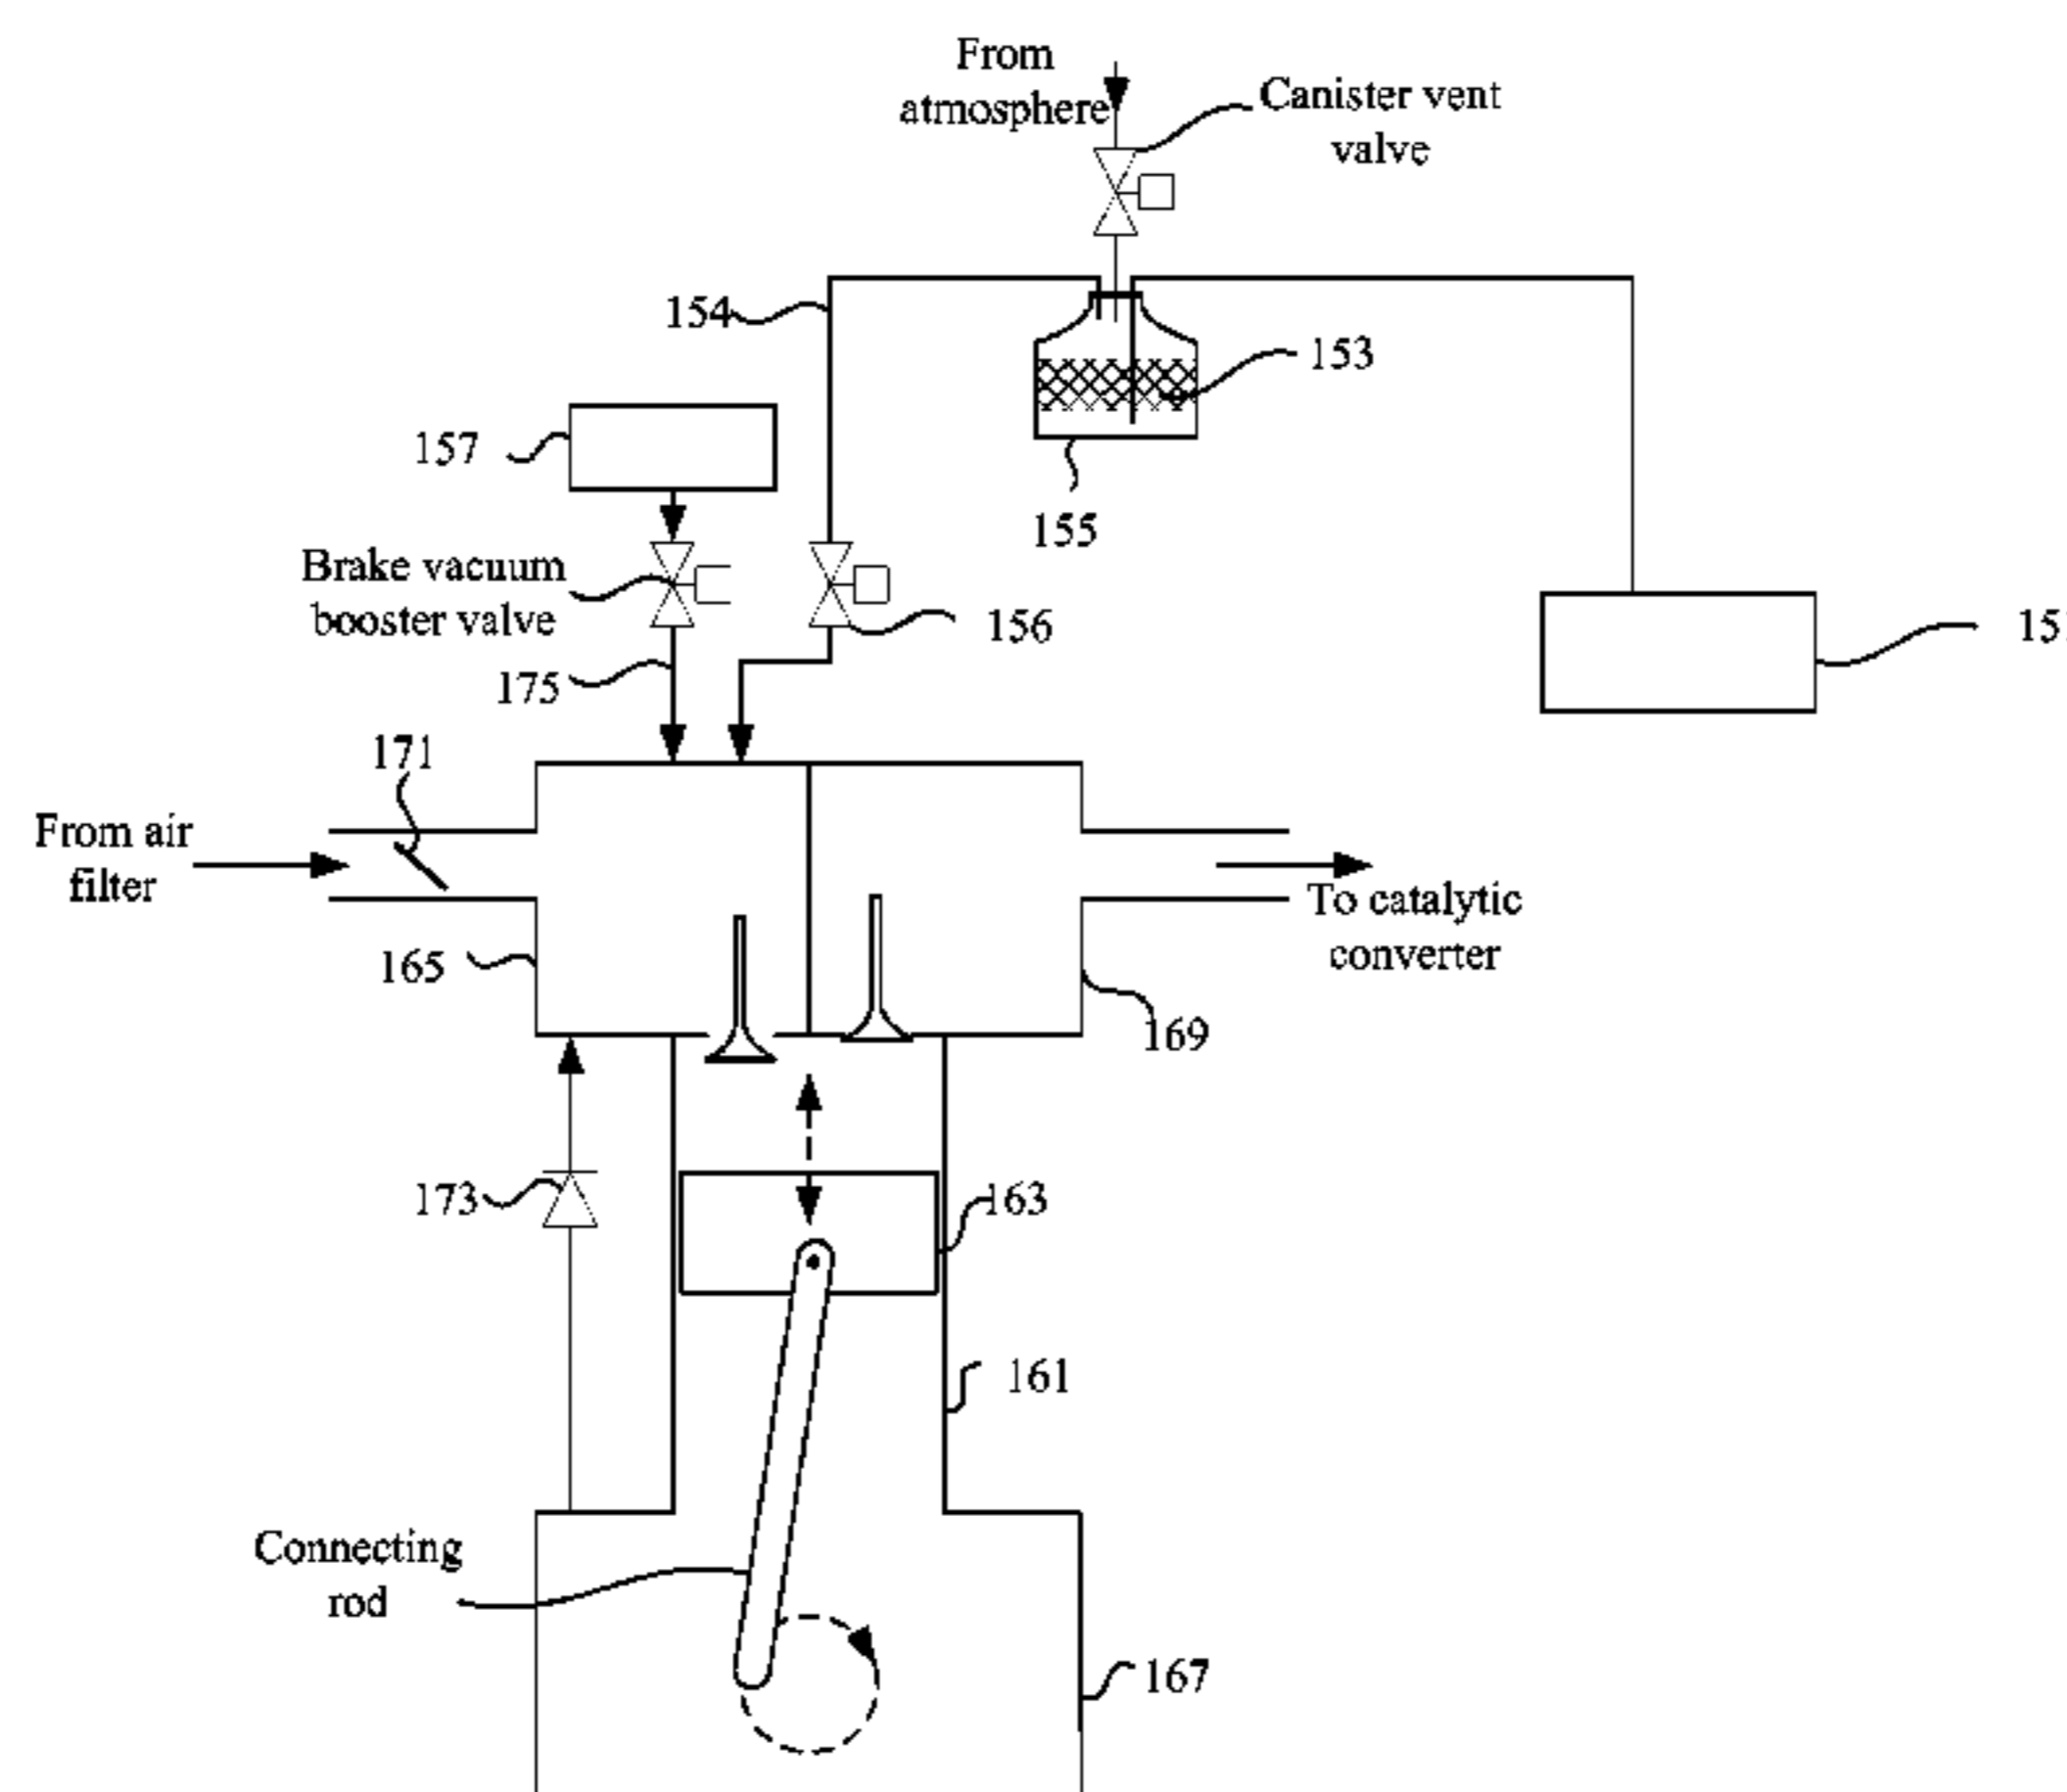 From
atmosphere
Canister vent
valve
154
153
157
155
Brake vacuum
booster valve
156
175
171
From air
filter
To catalytic
converter
165
169
173
163
161
Connecting
rod
167